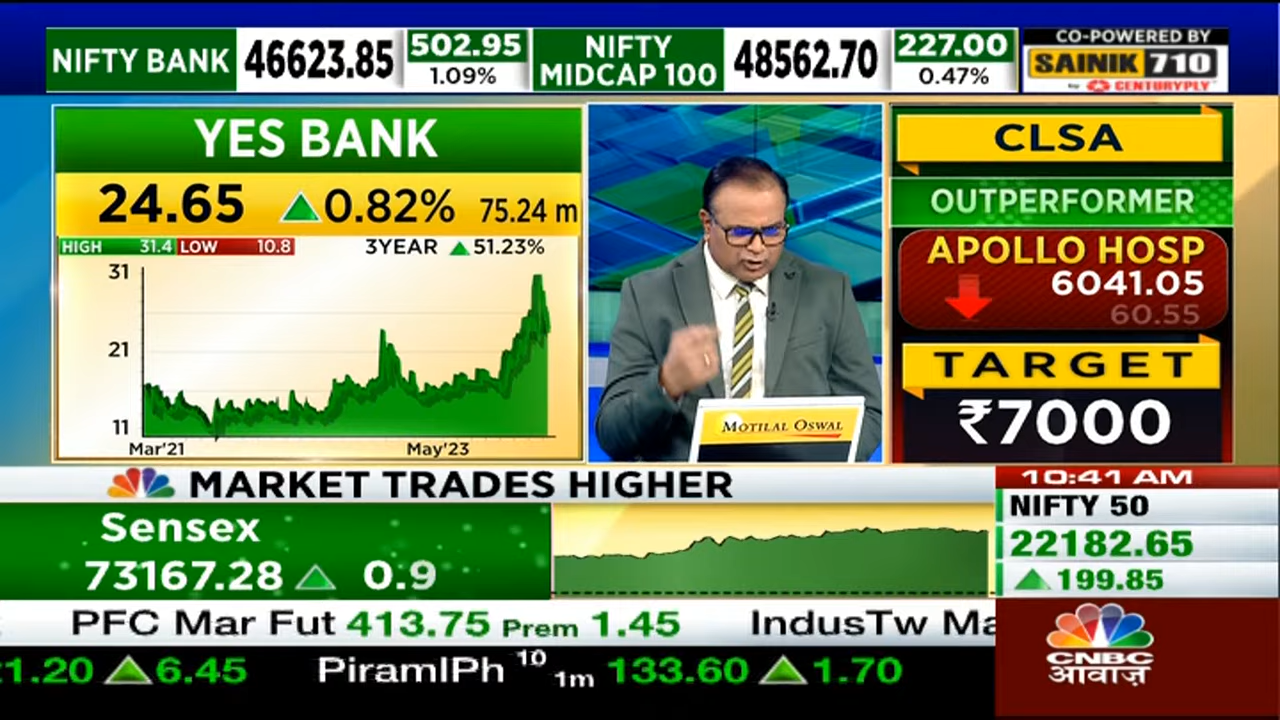 NIFTY BANK
46623.85
502.95
1.09%
NIFTY
MIDCAP 100
48562.70
227.00
0.47%
CO-POWERED BY
SAINIK 710
by CENTURYPLY
YES BANK
24.65 ▲ 0.82% 75.24 m
HIGH 31.4 LOW 10.8 3YEAR ▲ 51.23%
31
21
11
Mar'21 May'23
MOTILAL OSWAL
CLSA
OUTPERFORMER
APOLLO HOSP
6041.05
60.55
TARGET
₹7000
MARKET TRADES HIGHER
Sensex
73167.28 ▲ 0.9
10:41 AM
NIFTY 50
22182.65
▲ 199.85
PFC Mar Fut 413.75 Prem 1.45 IndusTw Ma
1.20 ▲ 6.45 PiramlPh 10 1m 133.60 ▲ 1.70
CNBC
आवाज़